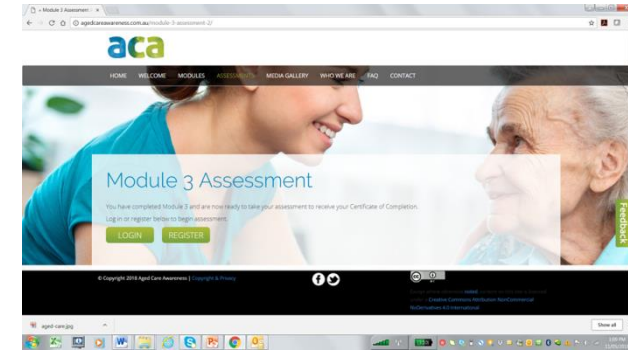 Module 3 Assessment
agedcareawareness.com.au/module-3-assessment-2/
aca
HOME WELCOME MODULES ASSESSMENTS MEDIA GALLERY WHO WE ARE FAQ CONTACT
Module 3 Assessment
You have completed Module 3 and are now ready to take your assessment to receive your Certificate of Completion.
Log in or register below to begin assessment.
LOGIN REGISTER
Feedback
© Copyright 2018 Aged Care Awareness | Copyright & Privacy
Creative Commons Attribution-NonCommercial
NoDerivatives 4.0 International
aged-care.jpg
Show all